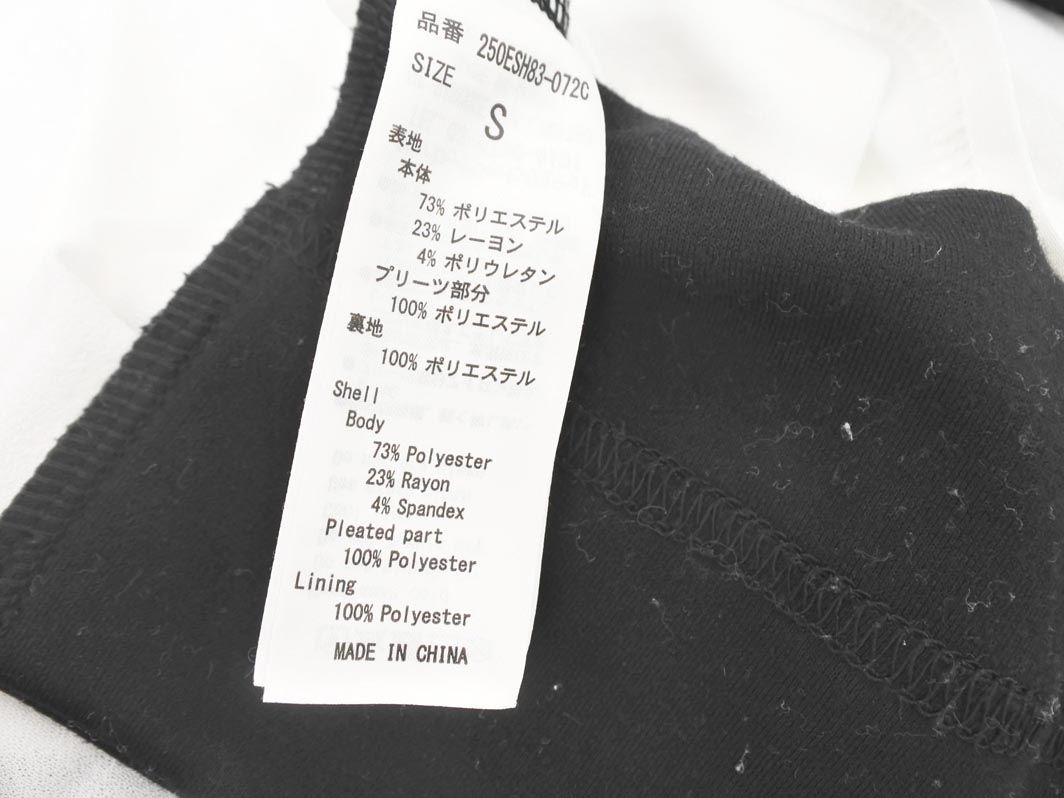 品番 250ESH83-072C
SIZE
S
表地
本体
73% ポリエステル
23% レーヨン
4% ポリウレタン
プリーツ部分
100% ポリエステル
裏地
100% ポリエステル
Shell
Body
73% Polyester
23% Rayon
4% Spandex
Pleated part
100% Polyester
Lining
100% Polyester
MADE IN CHINA